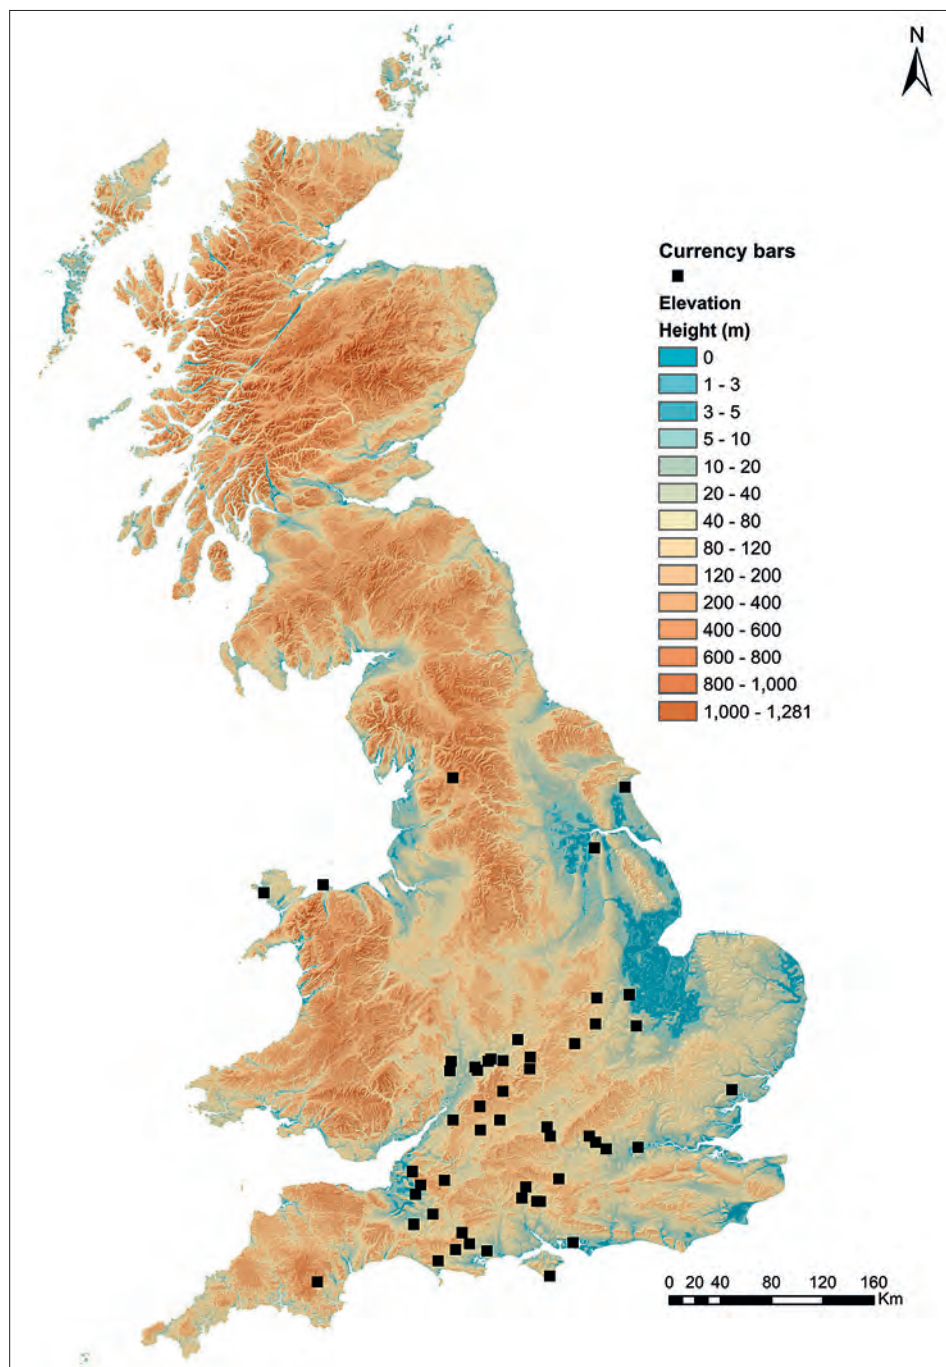 N
Currency bars
Elevation
Height (m)
0
1 - 3
3 - 5
5 - 10
10 - 20
20 - 40
40 - 80
80 - 120
120 - 200
200 - 400
400 - 600
600 - 800
800 - 1,000
1,000 - 1,281
0 20 40 80 120 160
Km